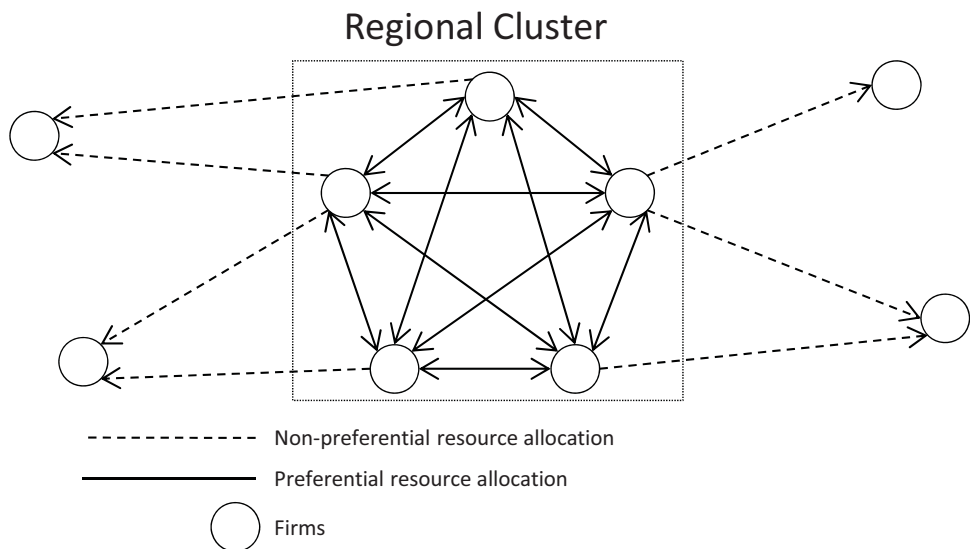 Regional Cluster
Non-preferential resource allocation
Preferential resource allocation
Firms